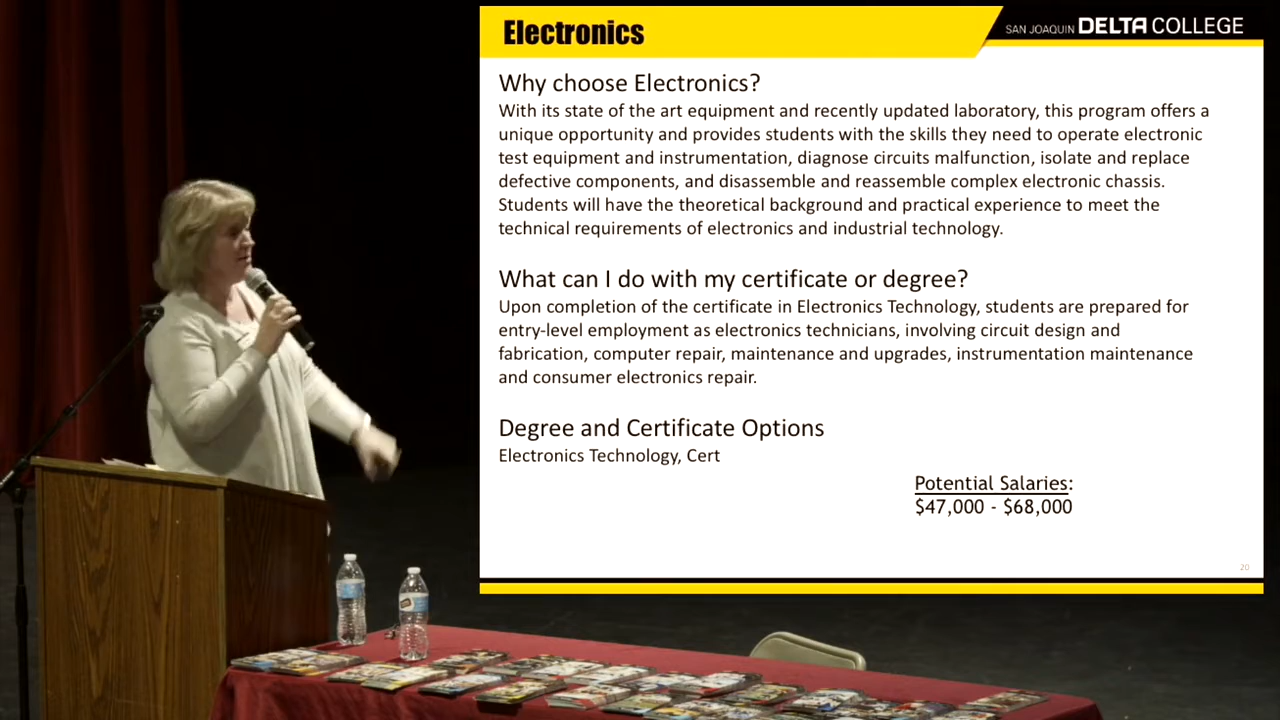 Electronics
SAN JOAQUIN DELTA COLLEGE
Why choose Electronics?
With its state of the art equipment and recently updated laboratory, this program offers a
unique opportunity and provides students with the skills they need to operate electronic
test equipment and instrumentation, diagnose circuits malfunction, isolate and replace
defective components, and disassemble and reassemble complex electronic chassis.
Students will have the theoretical background and practical experience to meet the
technical requirements of electronics and industrial technology.
What can I do with my certificate or degree?
Upon completion of the certificate in Electronics Technology, students are prepared for
entry-level employment as electronics technicians, involving circuit design and
fabrication, computer repair, maintenance and upgrades, instrumentation maintenance
and consumer electronics repair.
Degree and Certificate Options
Electronics Technology, Cert
Potential Salaries:
$47,000 - $68,000
20